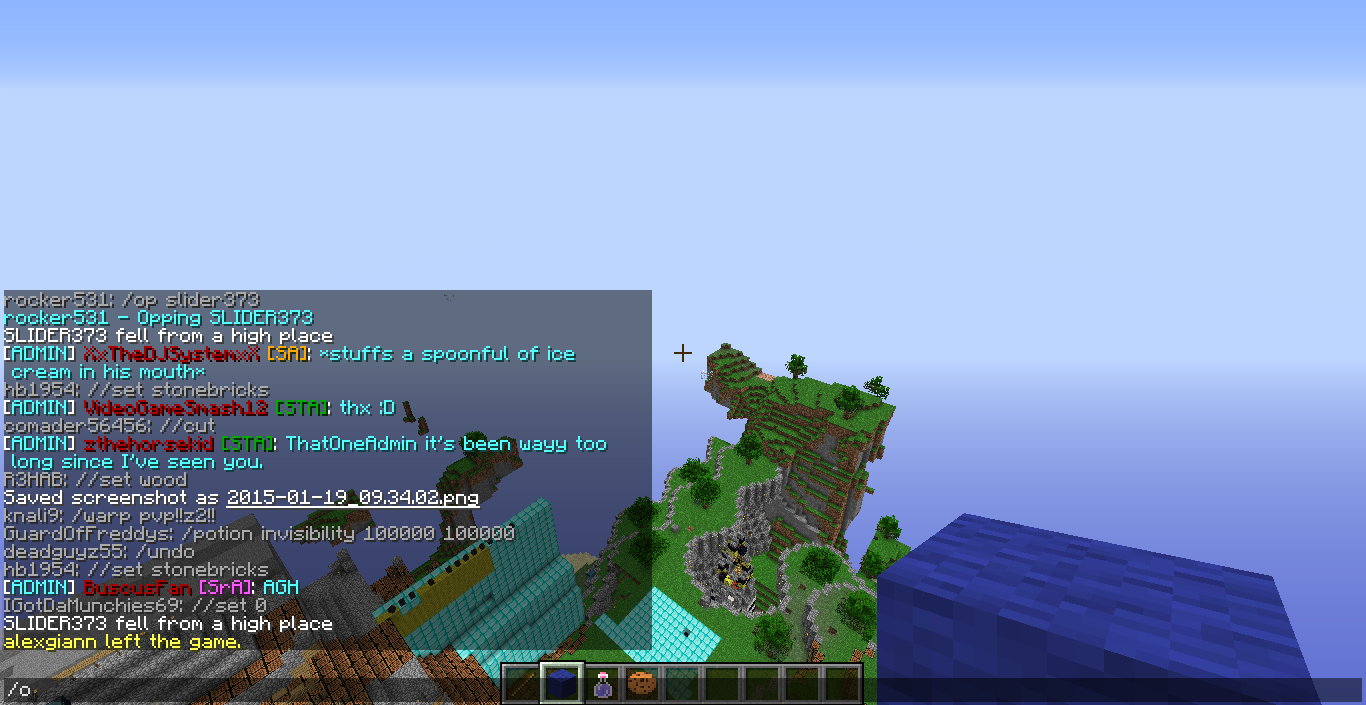 rocker531: /op slider373
rocker531 - Opping SLIDER373
SLIDER373 fell from a high place
[ADMIN] XxTheDJSystemxX [SA]: *stuffs a spoonful of ice
cream in his mouth*
hb1954: //set stonebricks
[ADMIN] VideoGameSmash12 [STA]: thx :D
comader56456: //cut
[ADMIN] zthehorsekid [STA]: ThatOneAdmin it's been wayy too
long since I've seen you.
R3HAB: //set wood
Saved screenshot as 2015-01-19_09.34.02.png
knali9: /warp pvp!!z2!!
GuardOfFreddys: /potion invisibility 100000 100000
deadguyz55: /undo
hb1954: //set stonebricks
[ADMIN] BuscusFan [SrA]: AGH
IGotDaMunchies69: //set 0
SLIDER373 fell from a high place
alexgiann left the game.
/o